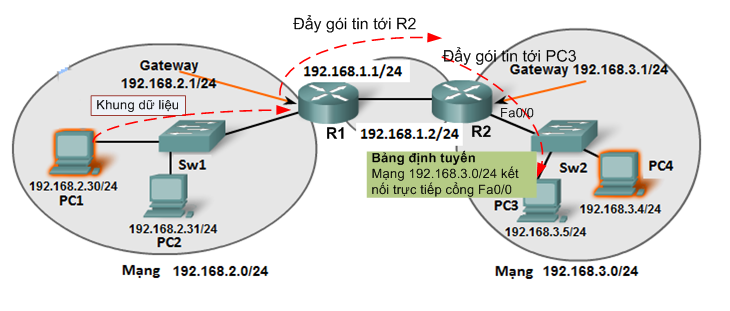 Đẩy gói tin tới R2
Đẩy gói tin tới PC3
Gateway
192.168.2.1/24
192.168.1.1/24
Gateway 192.168.3.1/24
Khung dữ liệu
Fa0/0
R1
192.168.1.2/24
R2
Sw1
Bảng định tuyến
Mạng 192.168.3.0/24 kết
nối trực tiếp cổng Fa0/0
Sw2
PC4
192.168.2.30/24
PC1
PC3
192.168.3.4/24
192.168.2.31/24
PC2
192.168.3.5/24
Mạng 192.168.2.0/24
Mạng 192.168.3.0/24